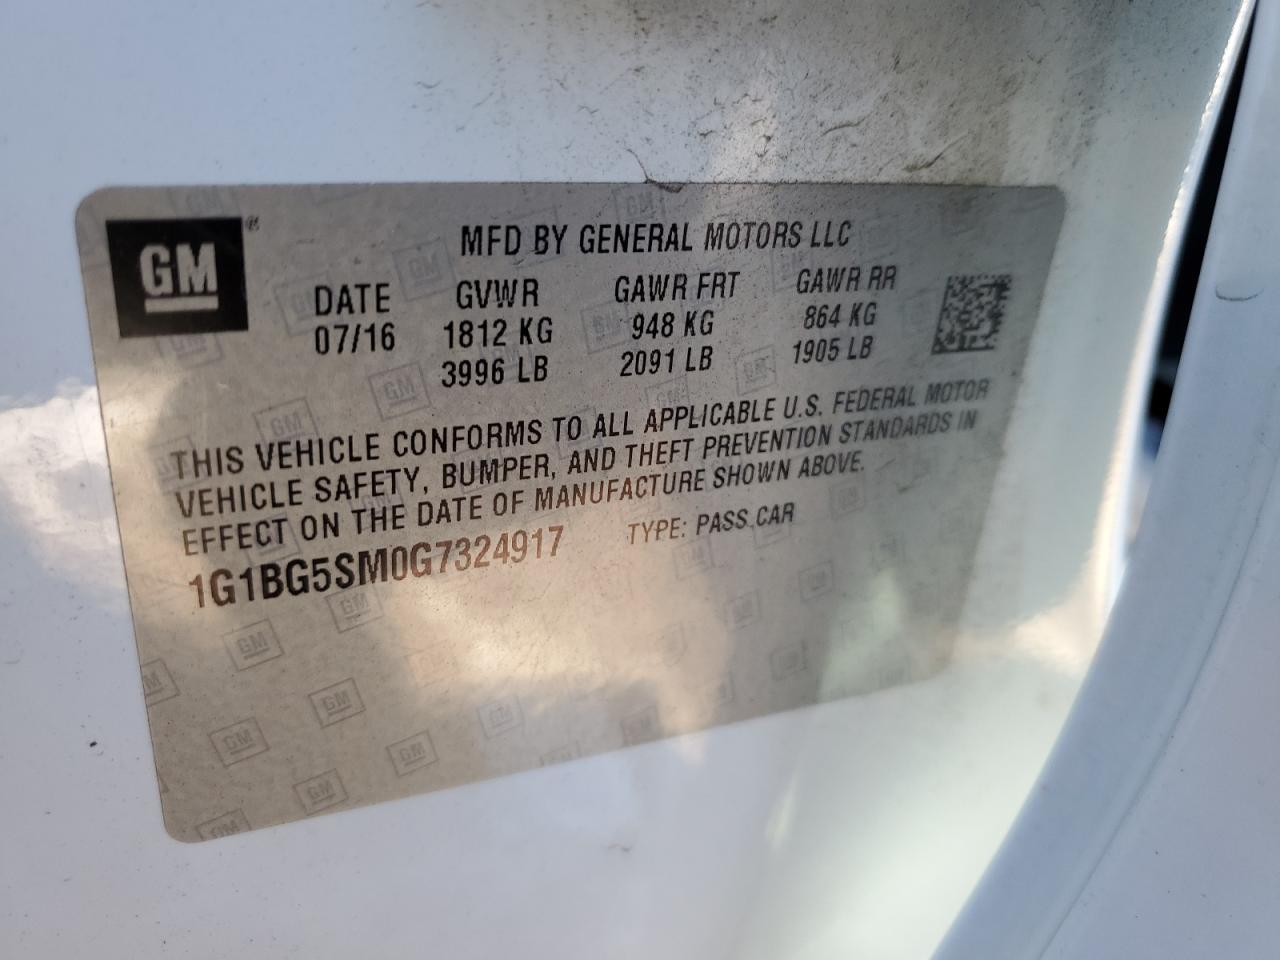 GM®
MFD BY GENERAL MOTORS LLC
DATE GVWR GAWR FRT GAWR RR
07/16 1812 KG 948 KG 864 KG
3996 LB 2091 LB 1905 LB
THIS VEHICLE CONFORMS TO ALL APPLICABLE U.S. FEDERAL MOTOR
VEHICLE SAFETY, BUMPER, AND THEFT PREVENTION STANDARDS IN
EFFECT ON THE DATE OF MANUFACTURE SHOWN ABOVE.
1G1BG5SM0G7324917 TYPE: PASS CAR